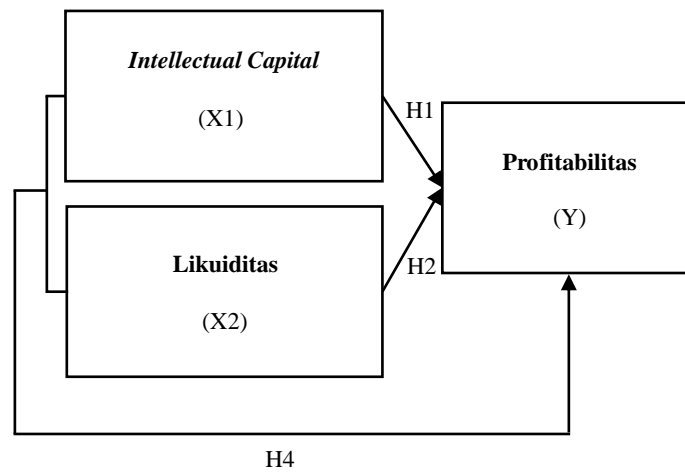 Intellectual Capital
(X1)
H1
Profitabilitas
(Y)
Likuiditas
(X2)
H2
H4